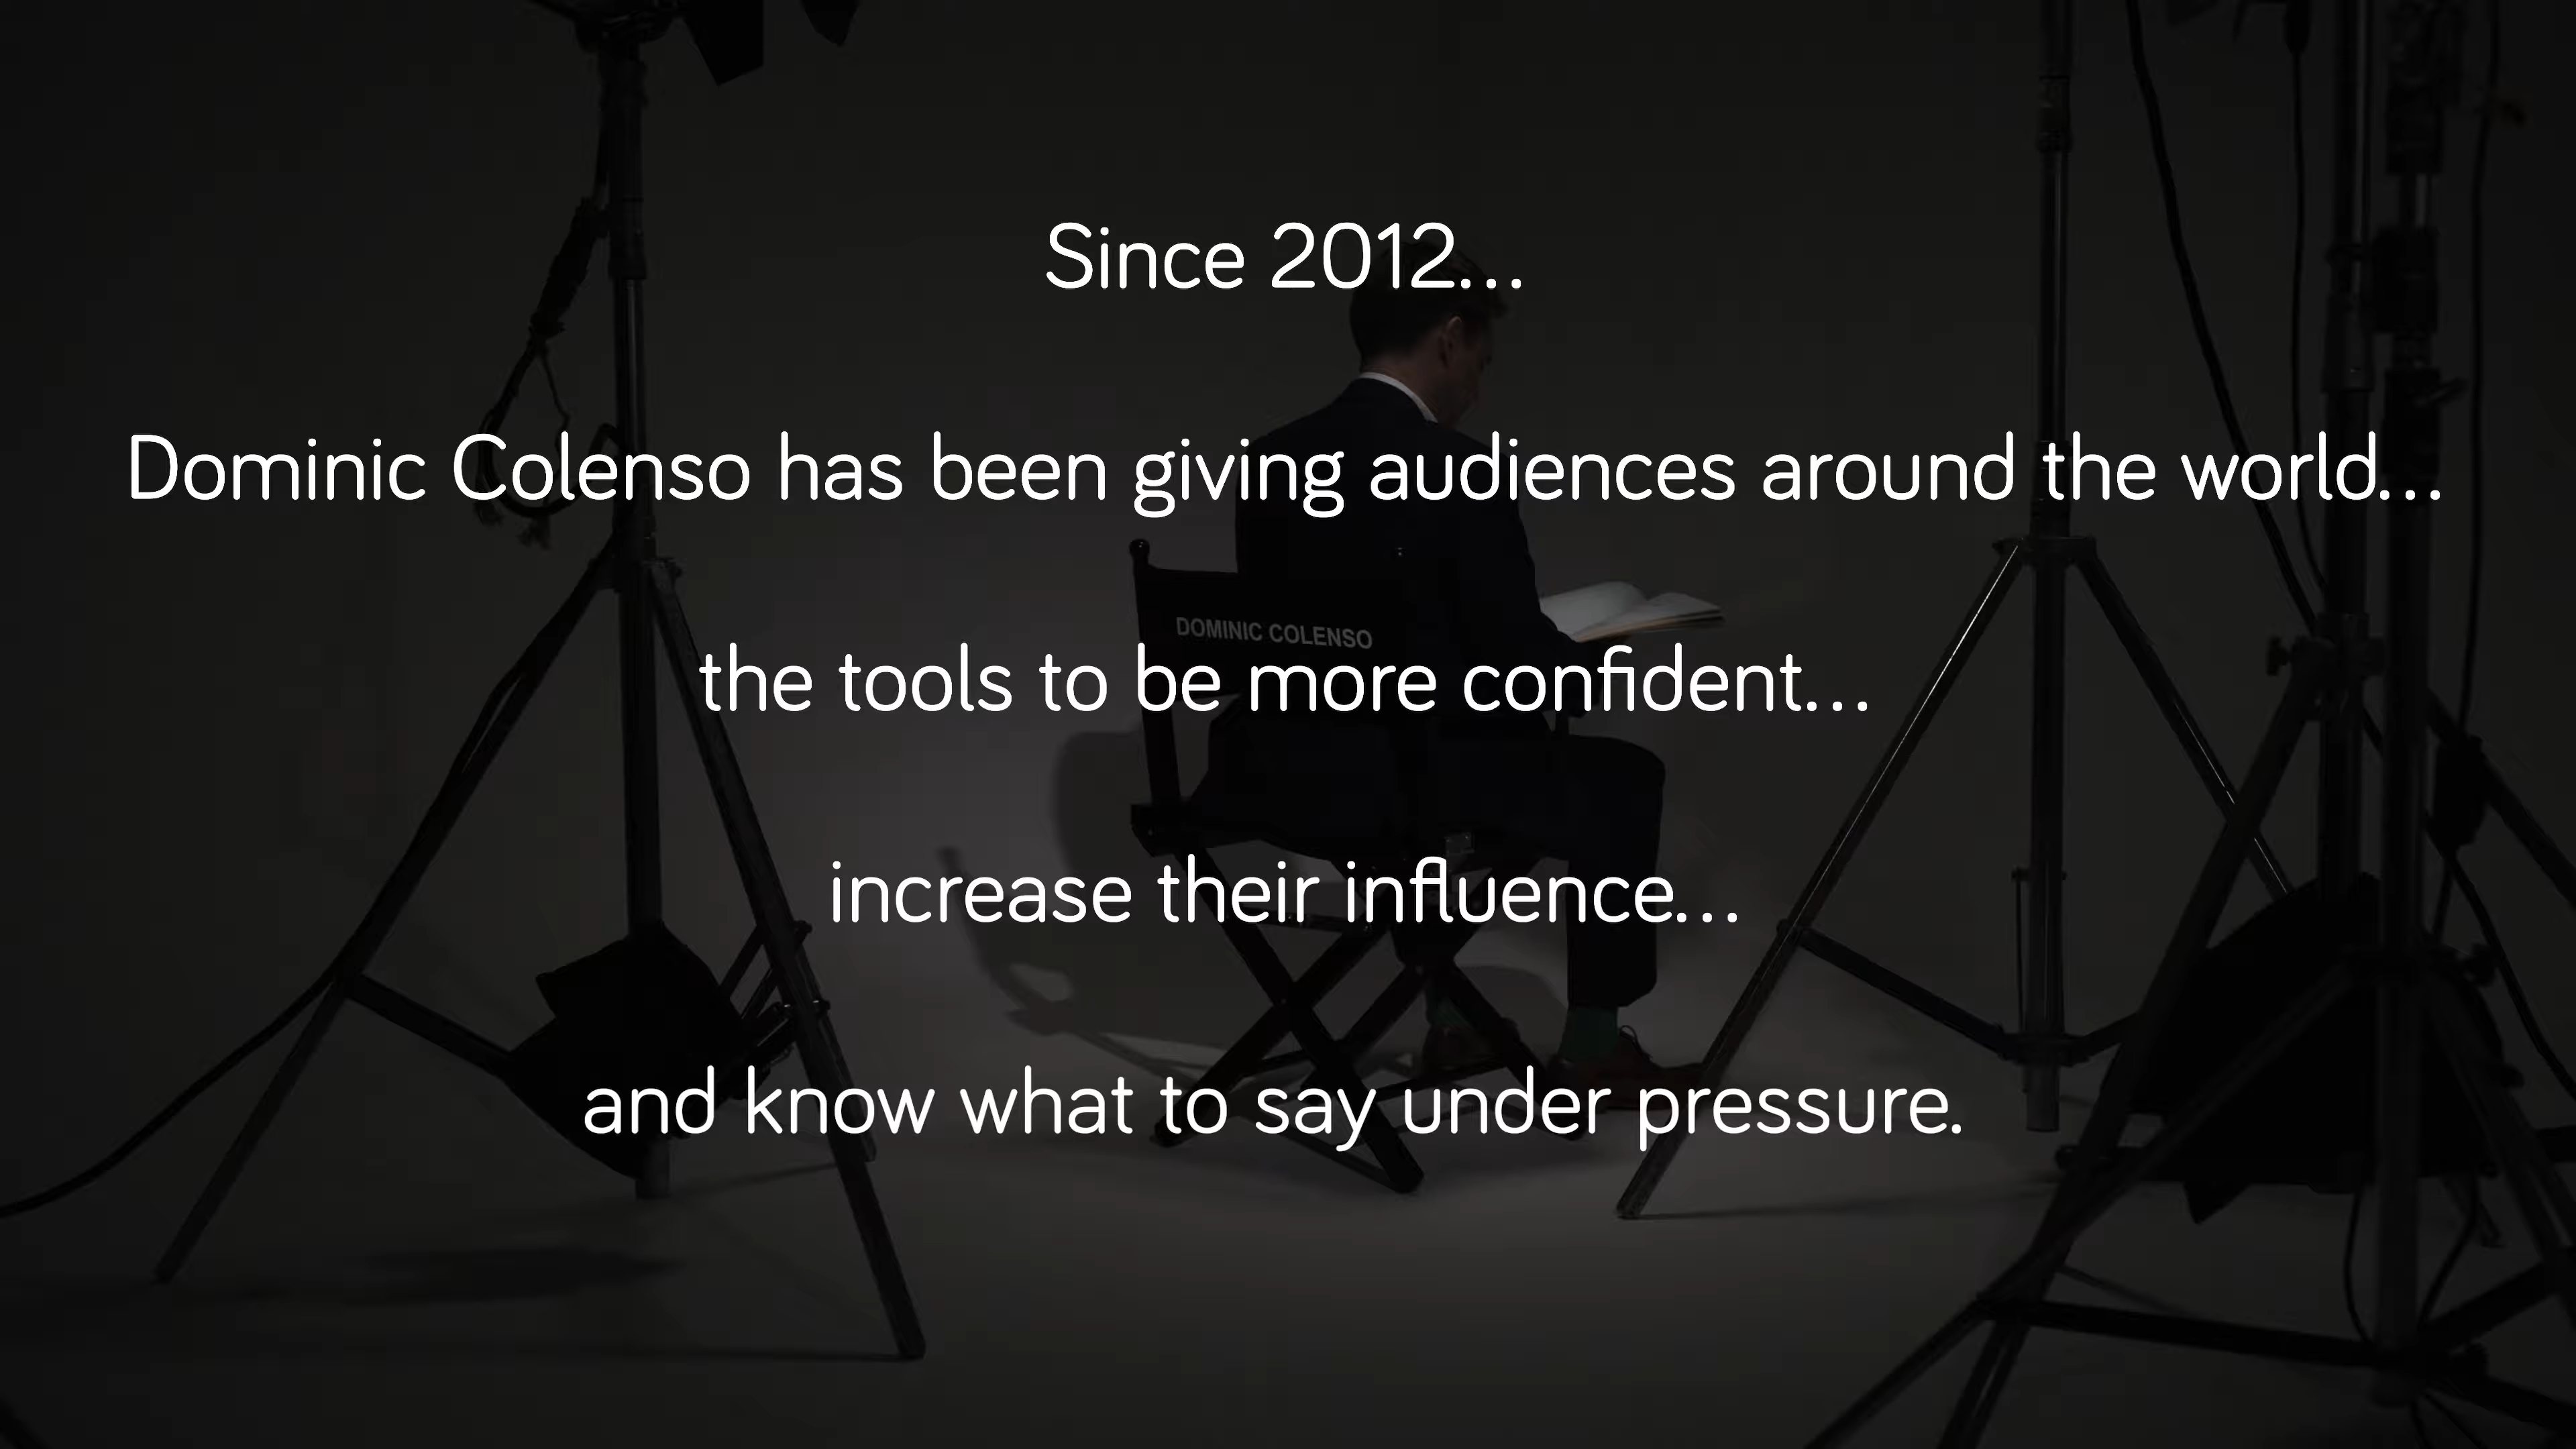 Since 2012...
Dominic Colenso has been giving audiences around the world...
DOMINIC COLENSO
the tools to be more confident...
increase their influence...
and know what to say under pressure.